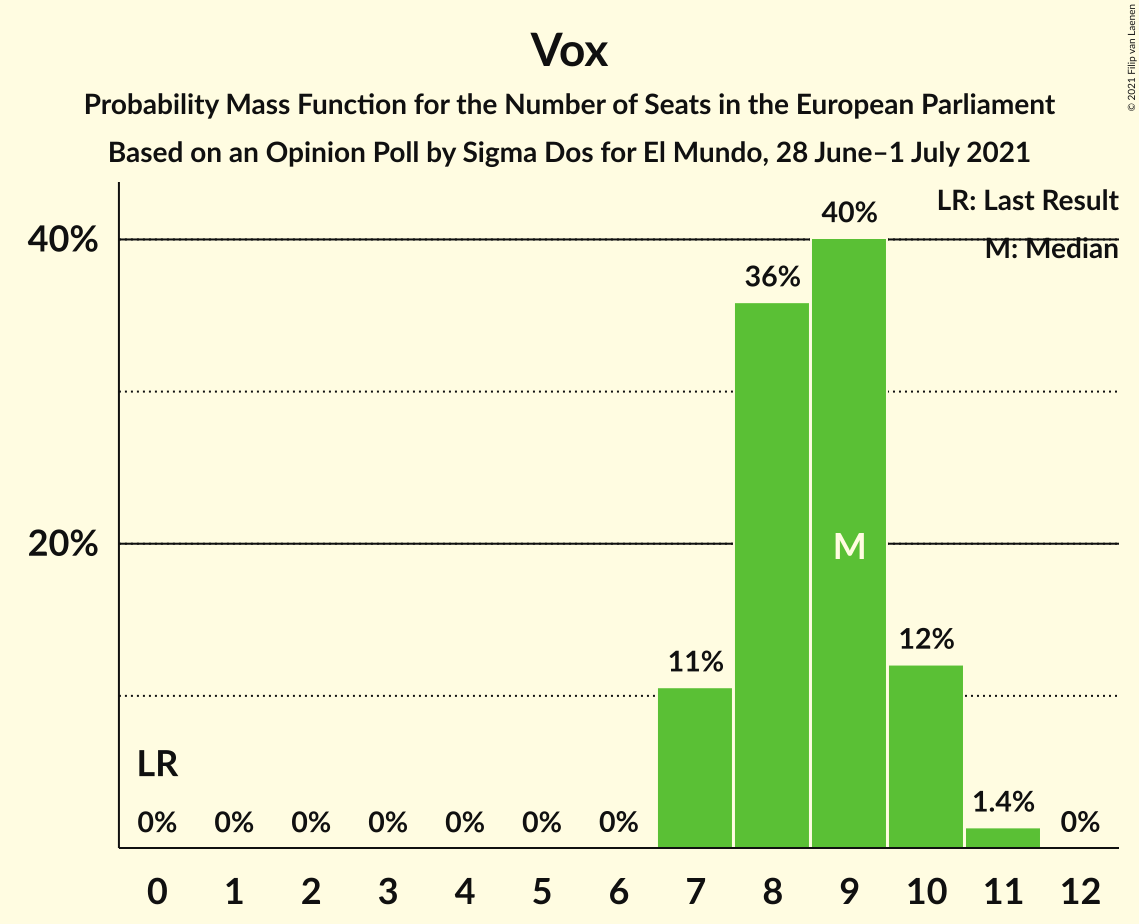 Vox
Probability Mass Function for the Number of Seats in the European Parliament
Based on an Opinion Poll by Sigma Dos for El Mundo, 28 June–1 July 2021
© 2021 Filip van Laenen
LR: Last Result
M: Median
40%
20%
40%
36%
M
12%
11%
1.4%
LR
0% 0% 0% 0% 0% 0% 0% 0%
0 1 2 3 4 5 6 7 8 9 10 11 12